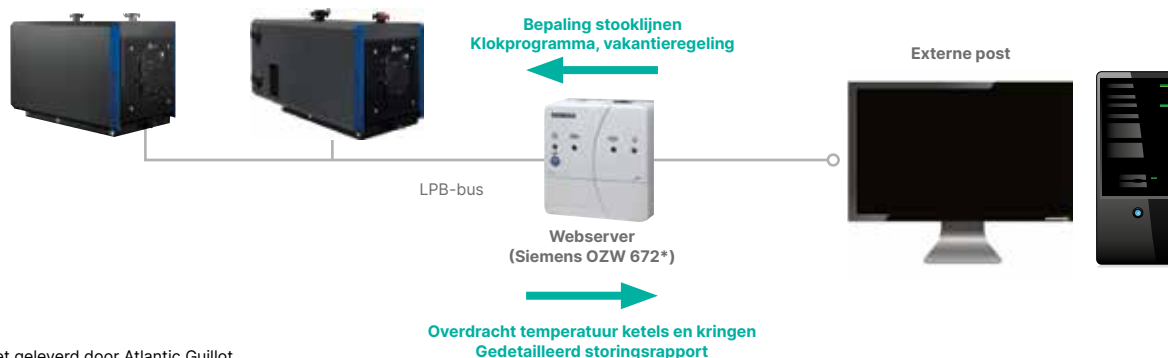 Bepaling stooklijnen
Klokprogramma, vakantieregeling
Externe post
SIEMENS
LPB-bus
Webserver
(Siemens OZW 672*)
Overdracht temperatuur ketels en kringen
Gedetailleerd storingsrapport
geleverd door Atlantic Guillot